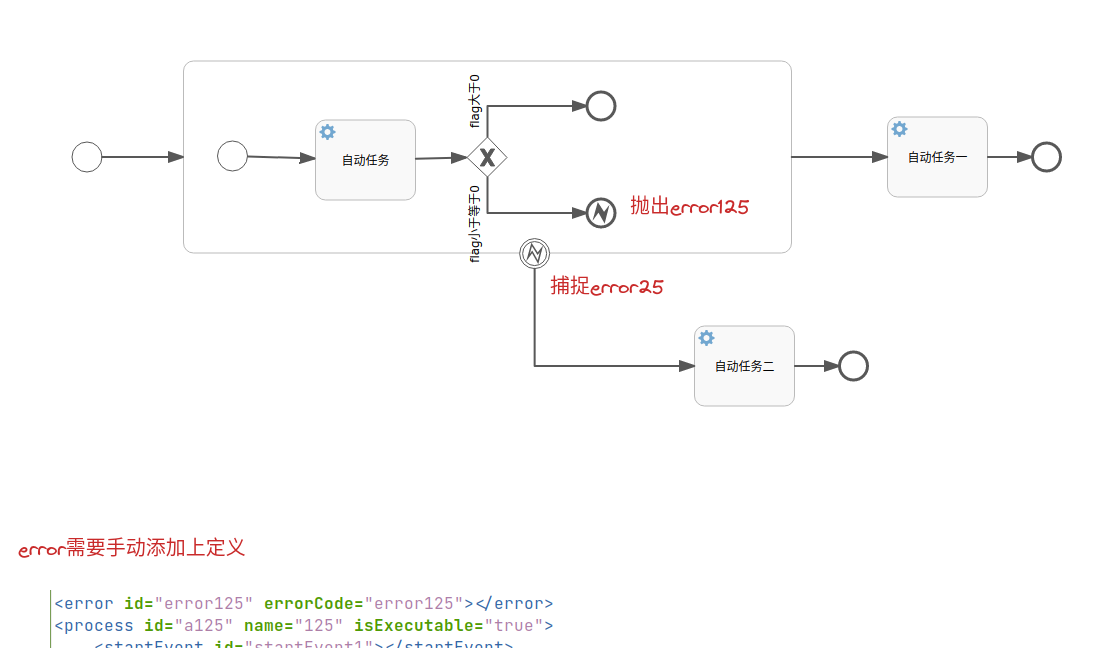 flag大于0
自动任务
自动任务一
flag小于等于0
抛出error125
捕捉error25
自动任务二
error需要手动添加上定义
<error id="error125" errorCode="error125"></error>
<process id="a125" name="125" isExecutable="true">
<startEvent id="startEvent1"></startEvent>